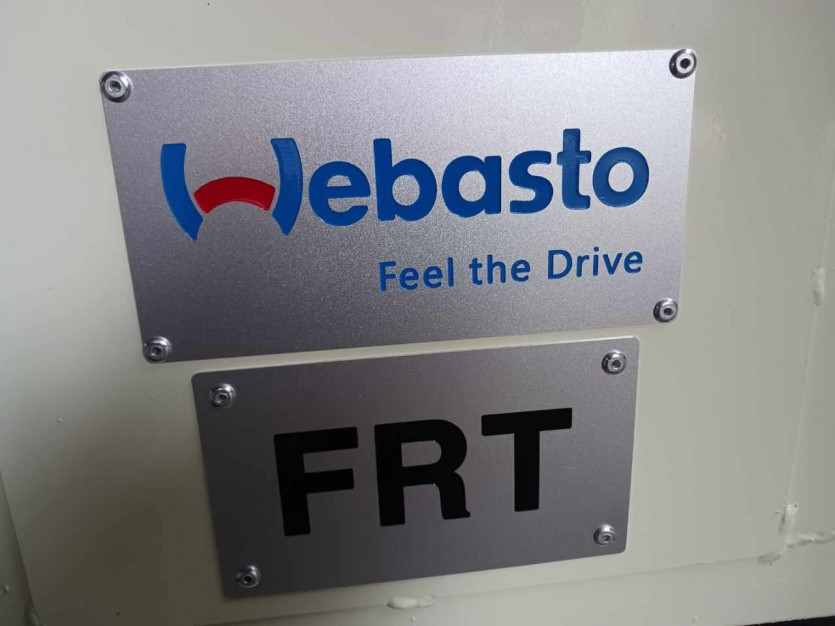 Webasto
Feel the Drive
FRT